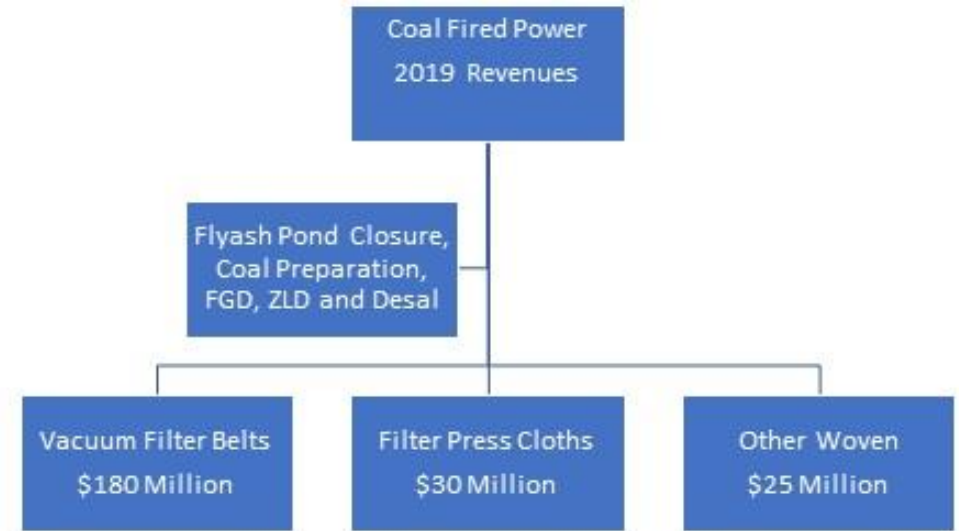 Coal Fired Power
2019 Revenues
Flyash Pond Closure,
Coal Preparation,
FGD, ZLD and Desal
Vacuum Filter Belts
$180 Million
Filter Press Cloths
$30 Million
Other Woven
$25 Million